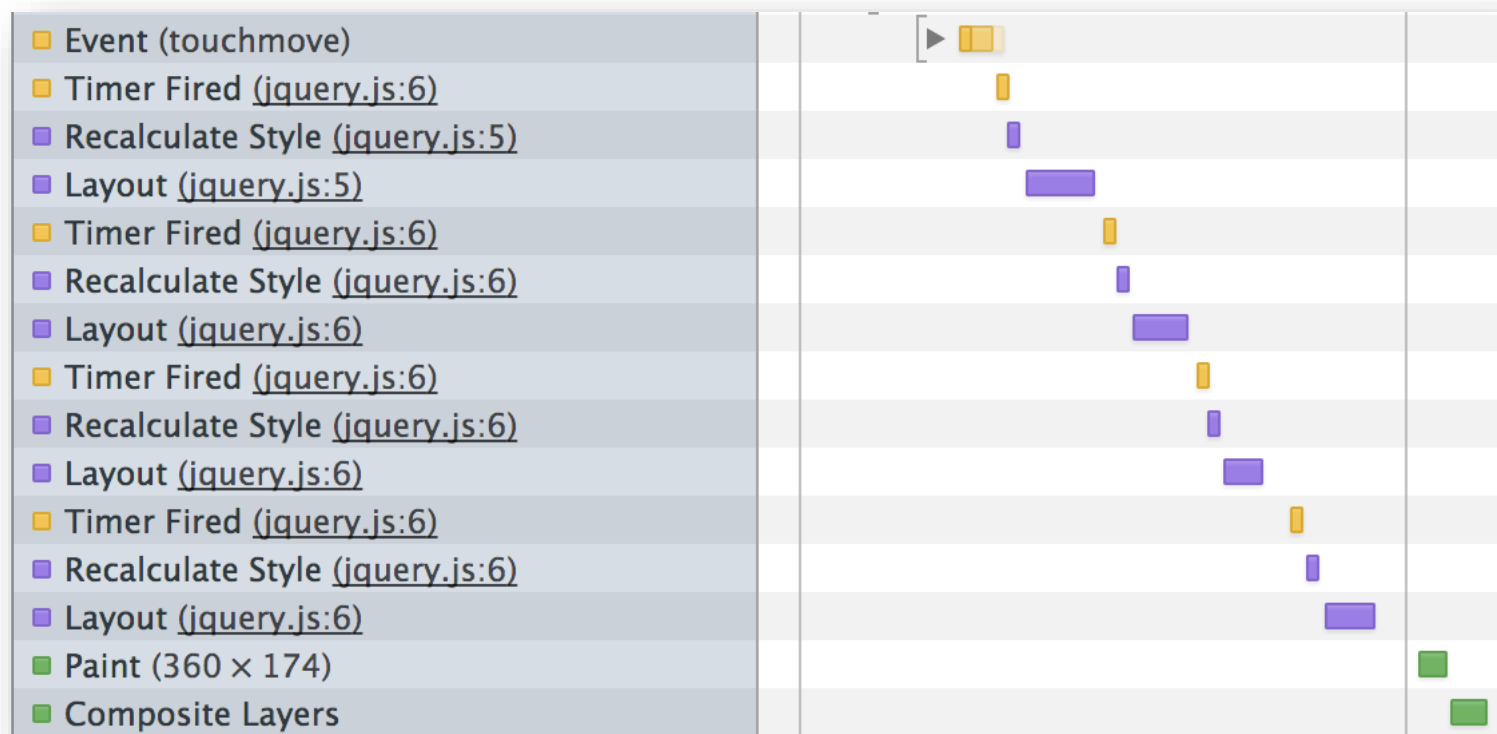 Event (touchmove)
Timer Fired (jquery.js:6)
Recalculate Style (jquery.js:5)
Layout (jquery.js:5)
Timer Fired (jquery.js:6)
Recalculate Style (jquery.js:6)
Layout (jquery.js:6)
Timer Fired (jquery.js:6)
Recalculate Style (jquery.js:6)
Layout (jquery.js:6)
Timer Fired (jquery.js:6)
Recalculate Style (jquery.js:6)
Layout (jquery.js:6)
Paint (360 × 174)
Composite Layers